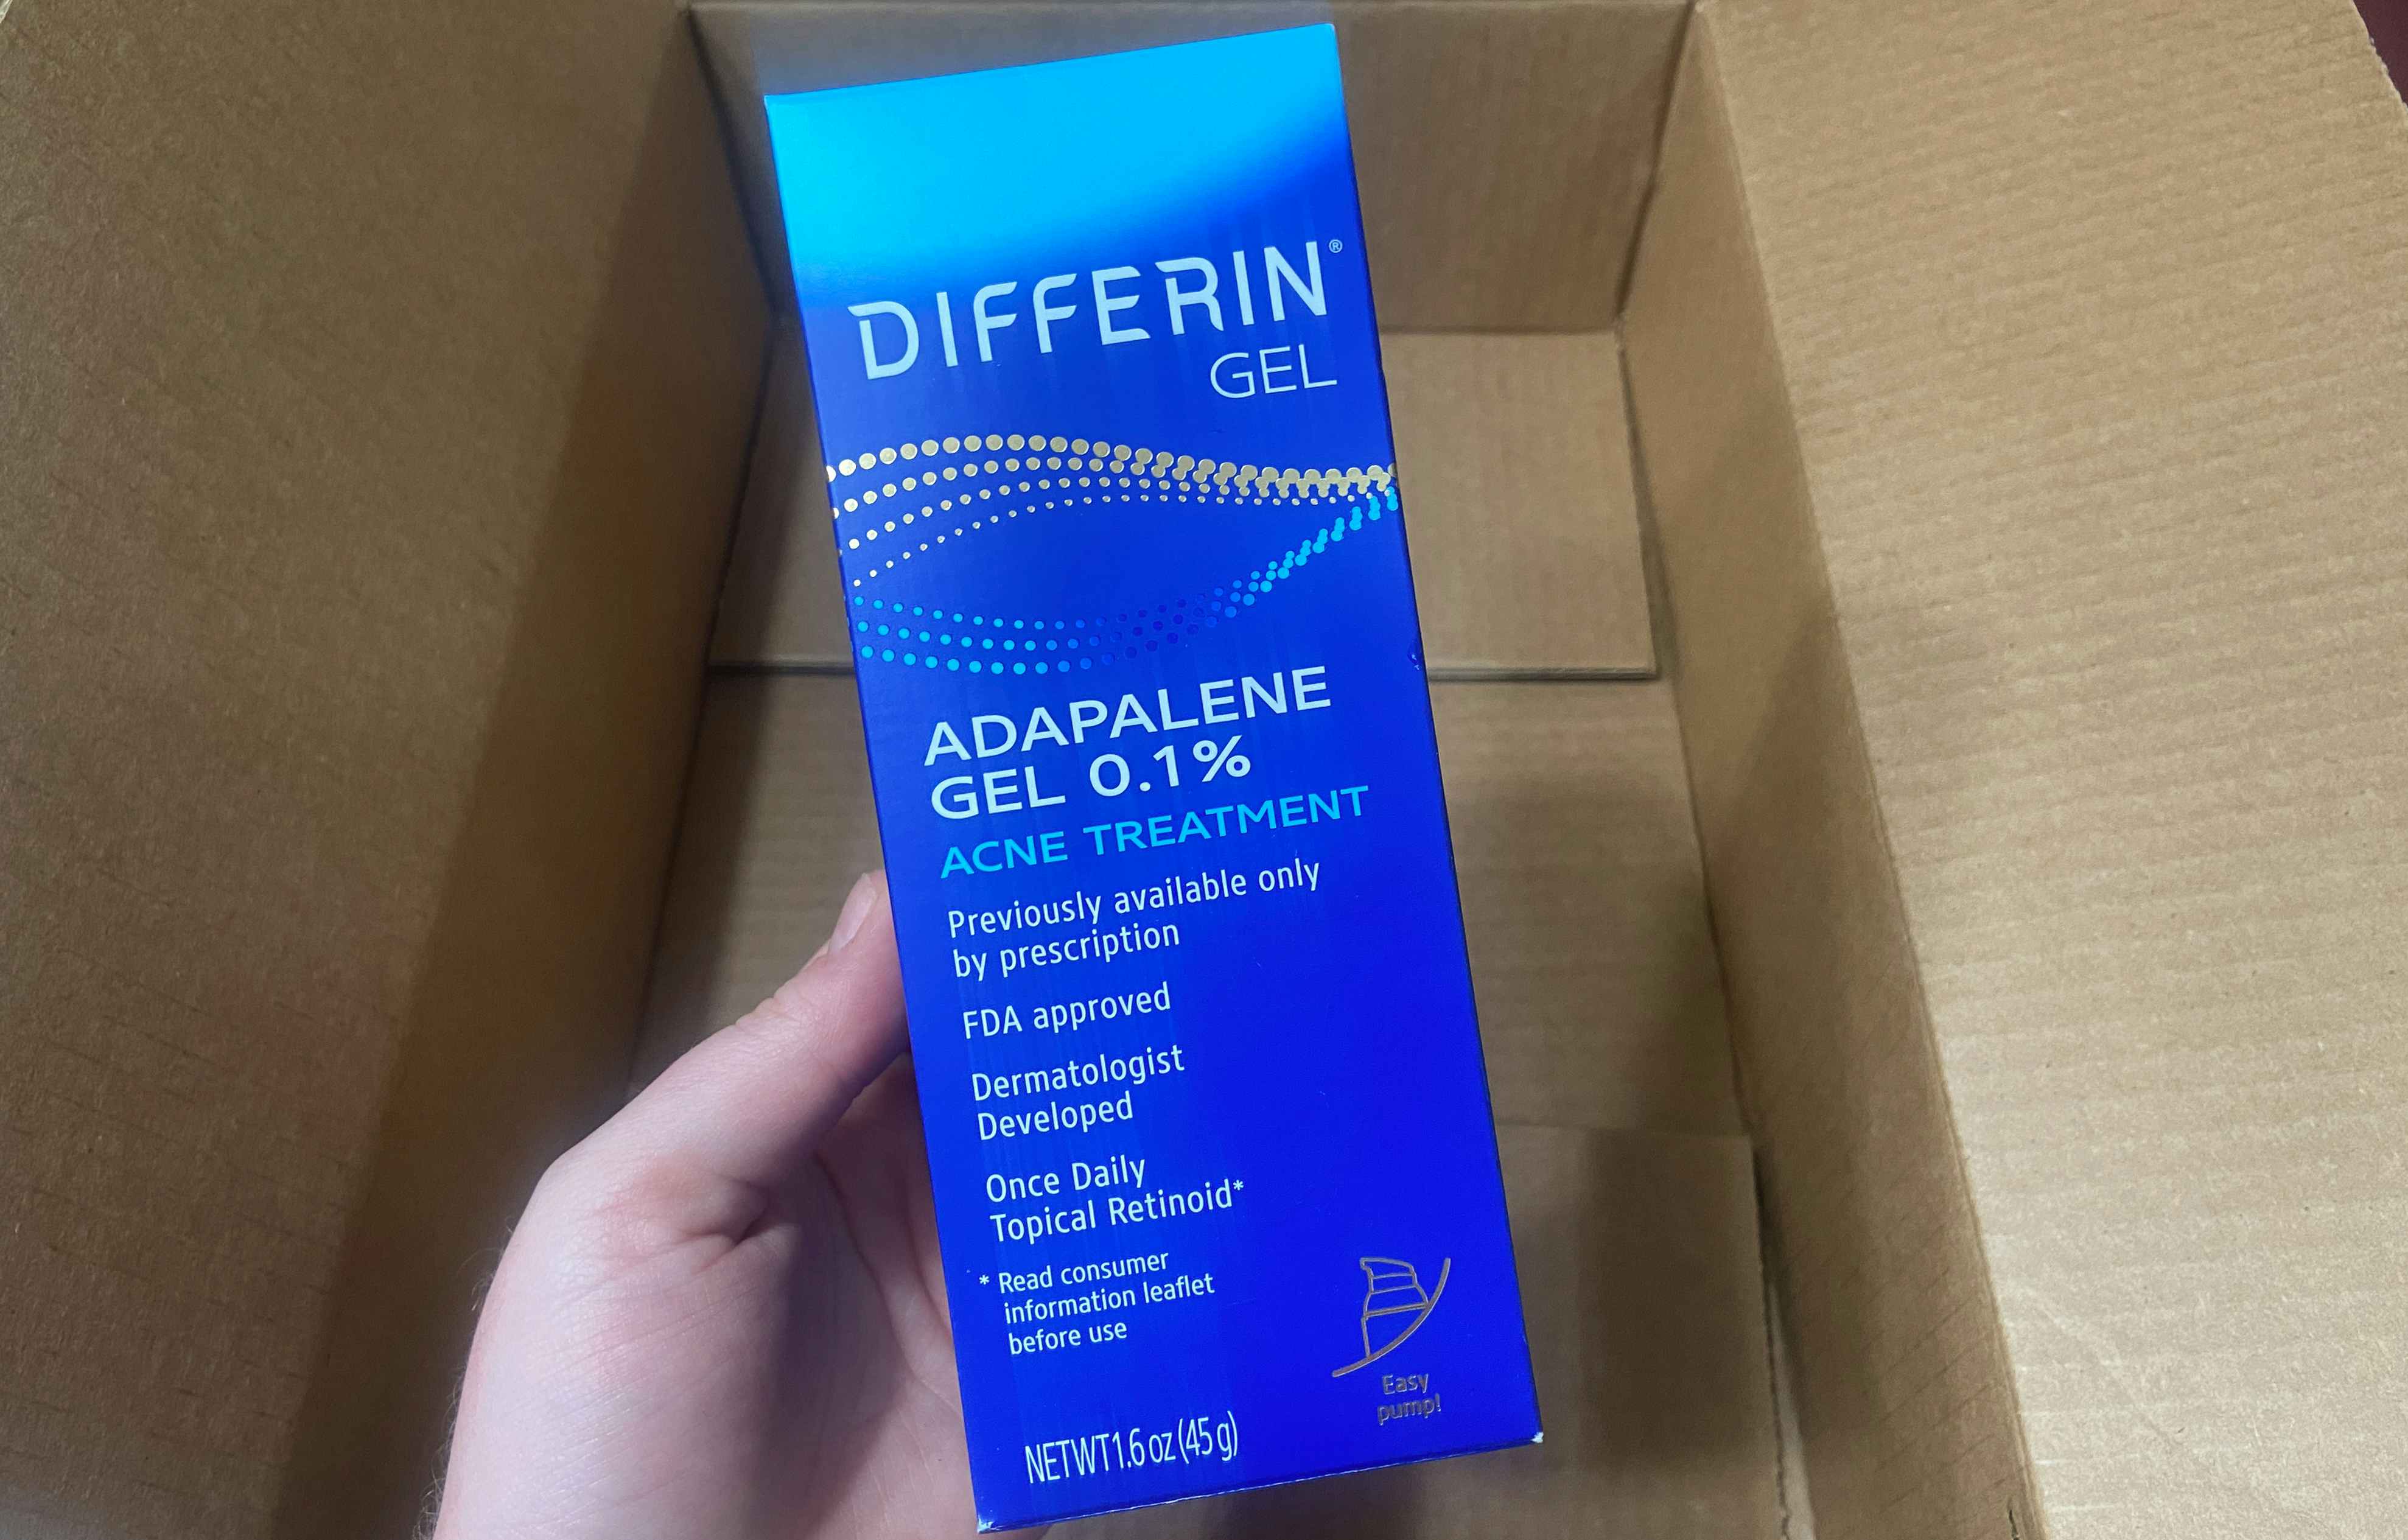 DIFFERIN®
GEL
ADAPALENE
GEL 0.1%
ACNE TREATMENT
Previously available only
by prescription
FDA approved
Dermatologist
Developed
Once Daily
Topical Retinoid*
* Read consumer
information leaflet
before use
Easy
pump!
NET WT 1.6 oz (45 g)